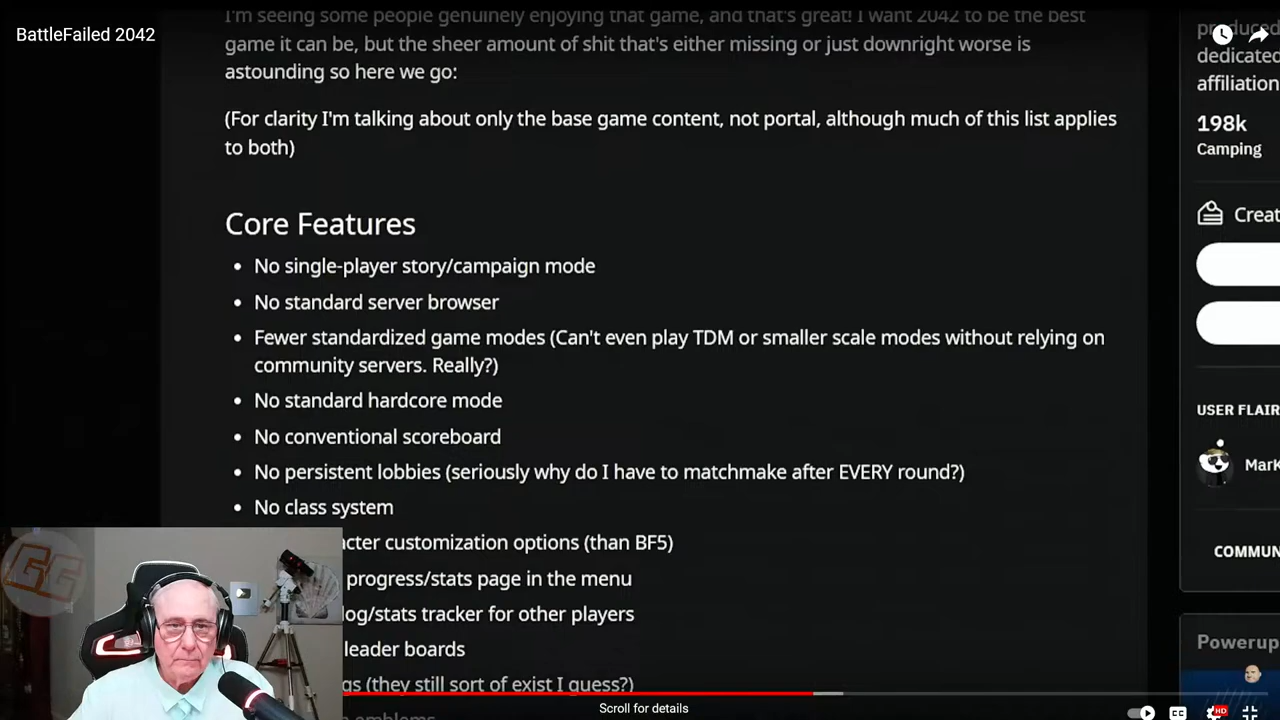 BattleFailed 2042
I'm seeing some people genuinely enjoying that game, and that's great! I want 2042 to be the best
game it can be, but the sheer amount of shit that's either missing or just downright worse is
astounding so here we go:
(For clarity I'm talking about only the base game content, not portal, although much of this list applies
to both)
Core Features
• No single-player story/campaign mode
• No standard server browser
• Fewer standardized game modes (Can't even play TDM or smaller scale modes without relying on
community servers. Really?)
• No standard hardcore mode
• No conventional scoreboard
• No persistent lobbies (seriously why do I have to matchmake after EVERY round?)
• No class system
acter customization options (than BF5)
progress/stats page in the menu
log/stats tracker for other players
leader boards
gs (they still sort of exist I guess?)
emblems
produced
dedicated
affiliation
198k
Camping
Creat
USER FLAIR
Mark
COMMUN
Powerup
GG
Scroll for details
CC
HD